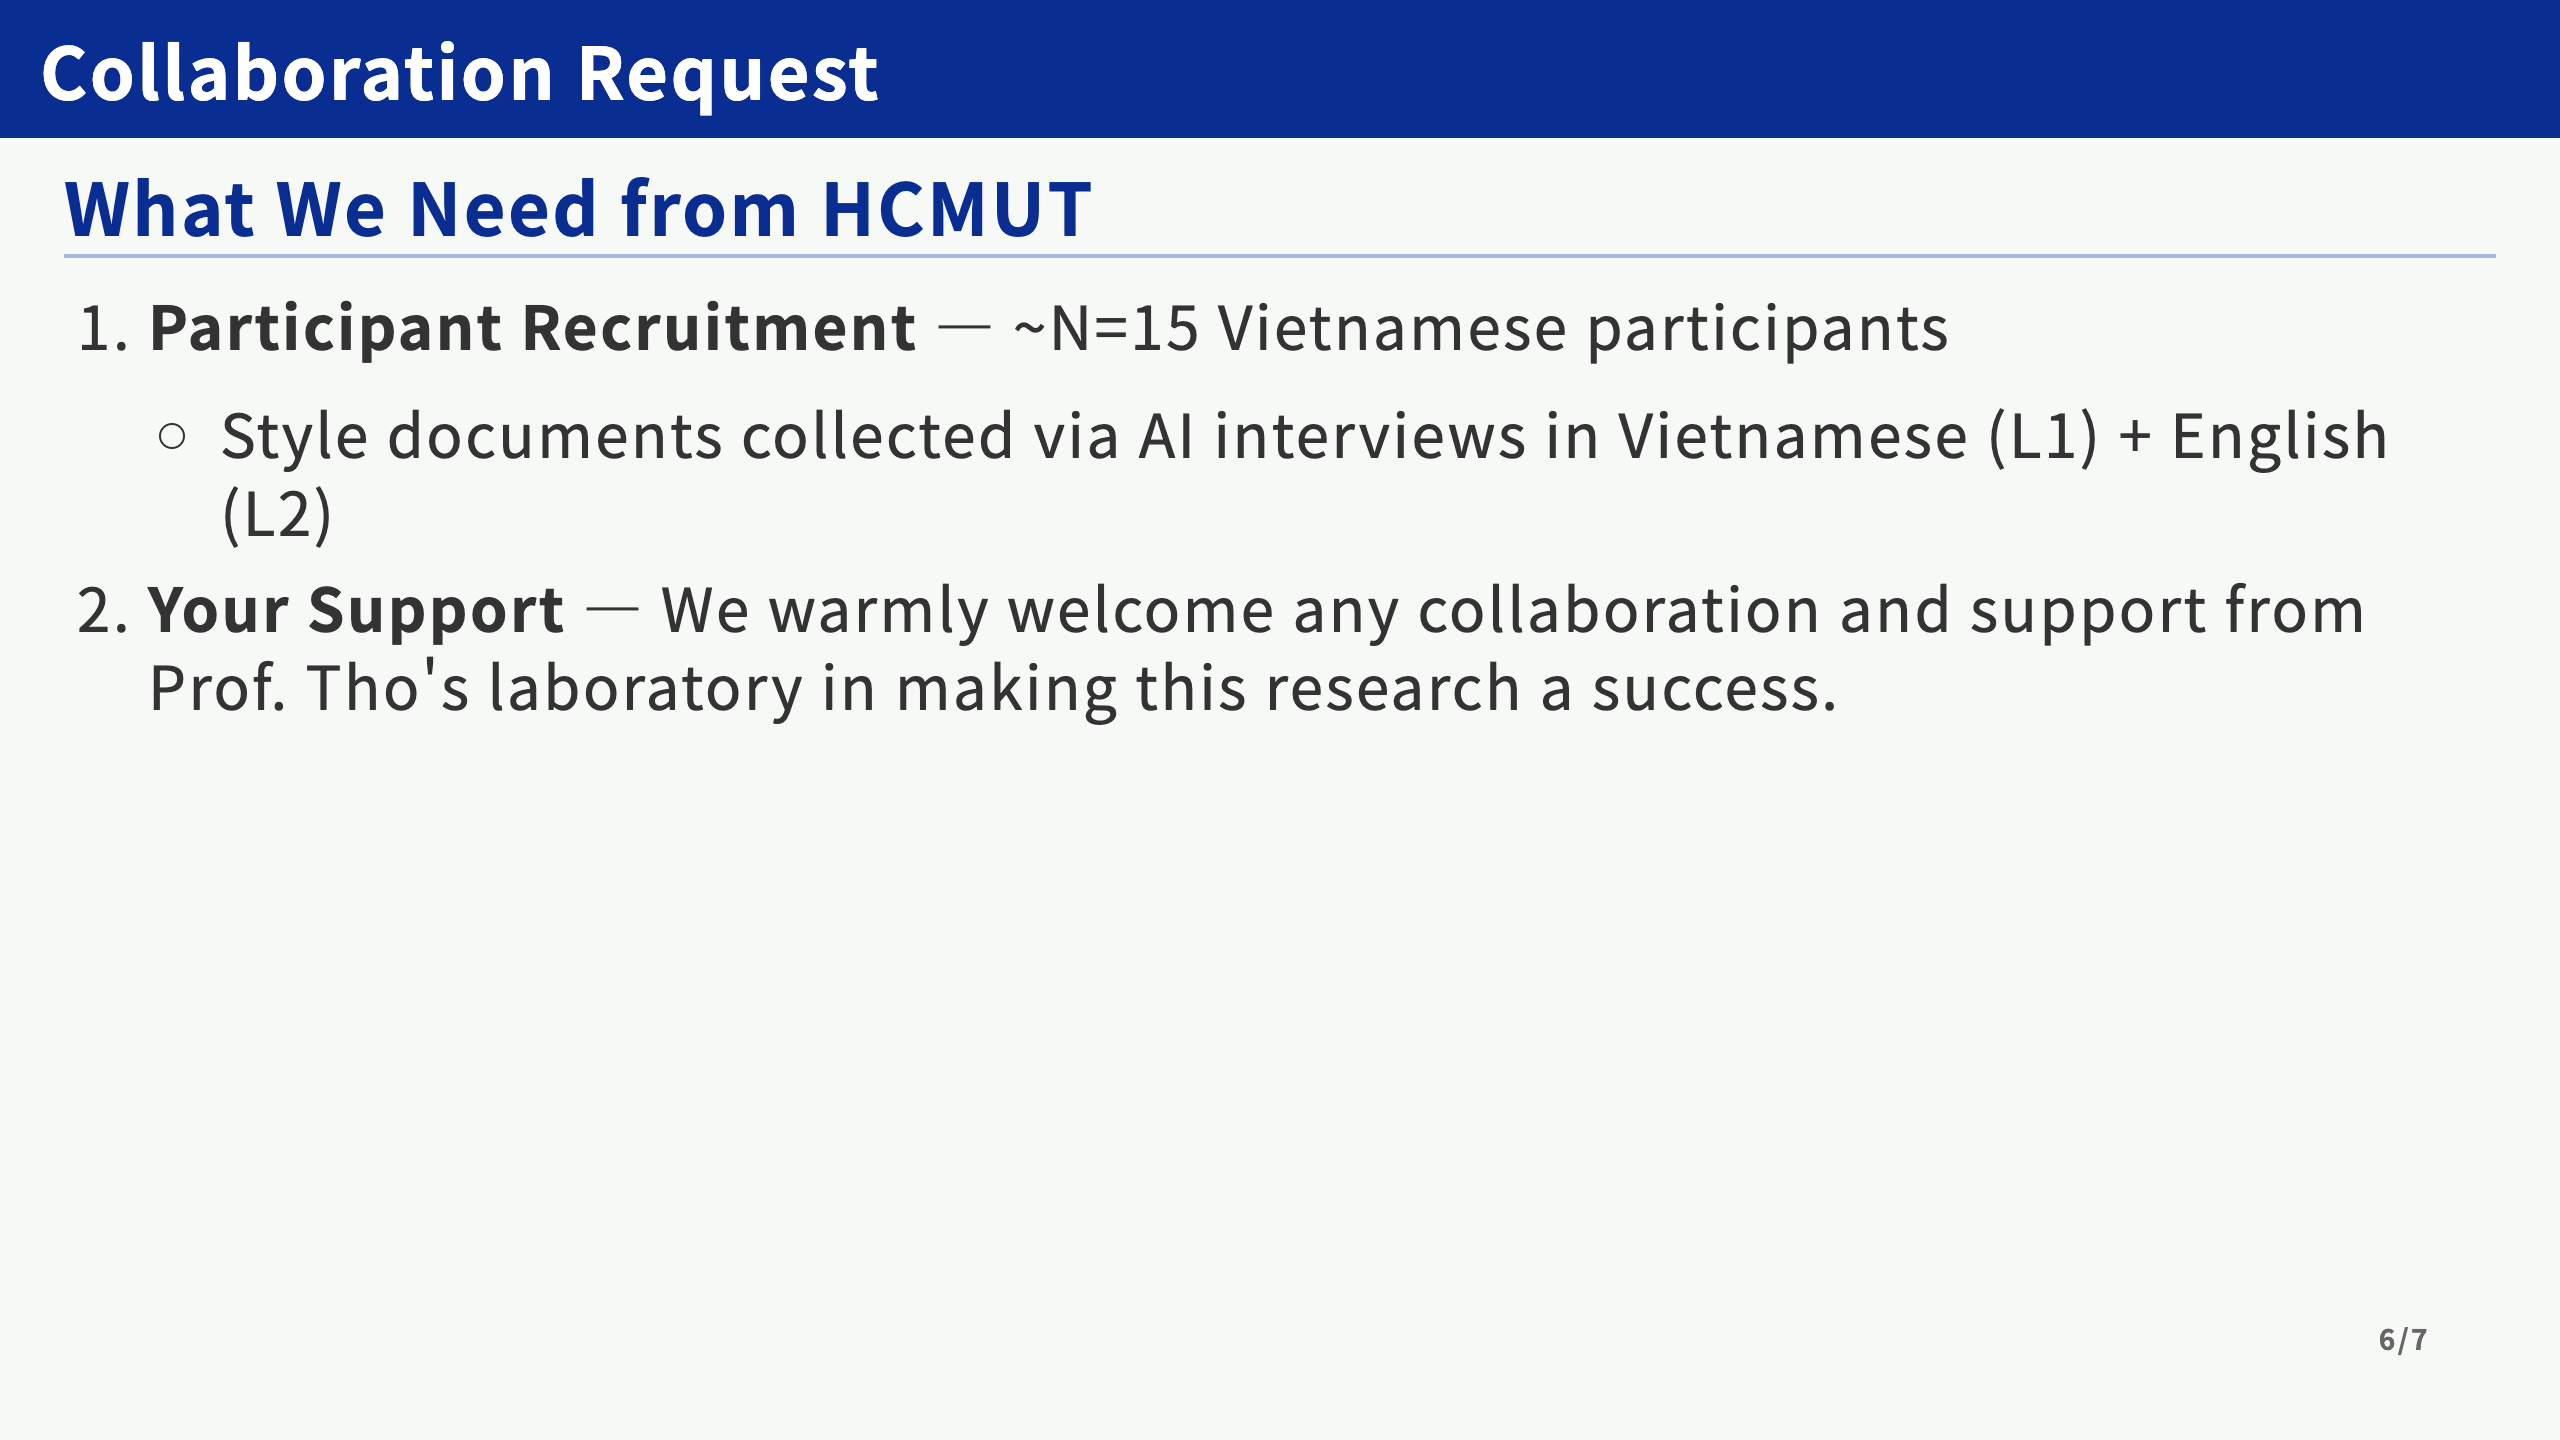 Collaboration Request
What We Need from HCMUT
1. Participant Recruitment — ~N=15 Vietnamese participants
○ Style documents collected via AI interviews in Vietnamese (L1) + English
(L2)
2. Your Support — We warmly welcome any collaboration and support from
Prof. Tho's laboratory in making this research a success.
6/7